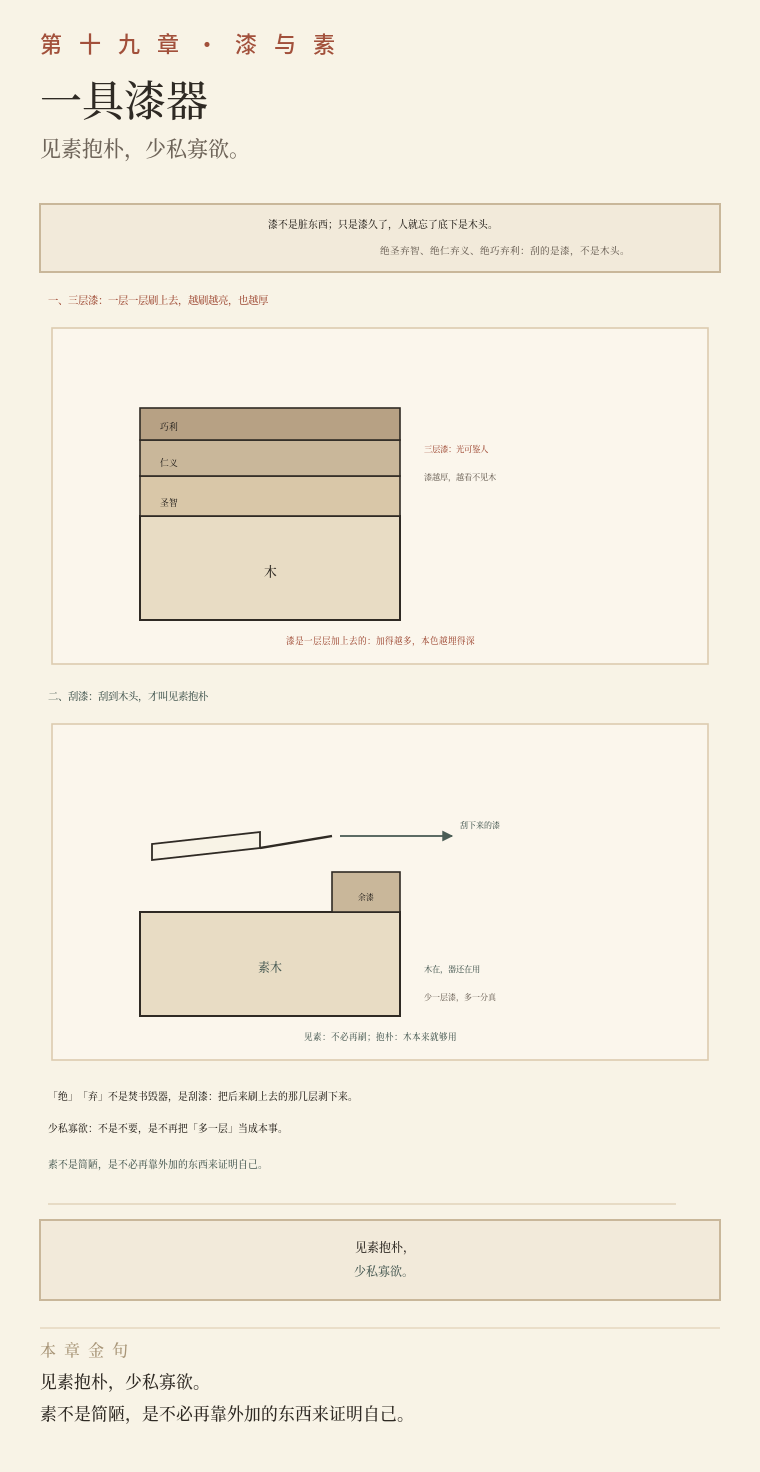 第十九章·漆与素
一具漆器
见素抱朴，少私寡欲。
漆不是脏东西；只是漆久了，人就忘了底下是木头。
绝圣弃智、绝仁弃义、绝巧弃利：刮的是漆，不是木头。
一、三层漆：一层一层刷上去，越刷越亮，也越厚
巧利
仁义
圣智
木
三层漆：光可鉴人
漆越厚，越看不见木
漆是一层层加上去的：加得越多，本色越埋得深
二、刮漆：刮到木头，才叫见素抱朴
刮下来的漆
余漆
素木
木在，器还在用
少一层漆，多一分真
见素：不必再刷；抱朴：木本来就够用
「绝」「弃」不是焚书毁器，是刮漆：把后来刷上去的那几层剥下来。
少私寡欲：不是不要，是不再把「多一层」当成本事。
素不是简陋，是不必再靠外加的东西来证明自己。
见素抱朴，
少私寡欲。
本章金句
见素抱朴，少私寡欲。
素不是简陋，是不必再靠外加的东西来证明自己。